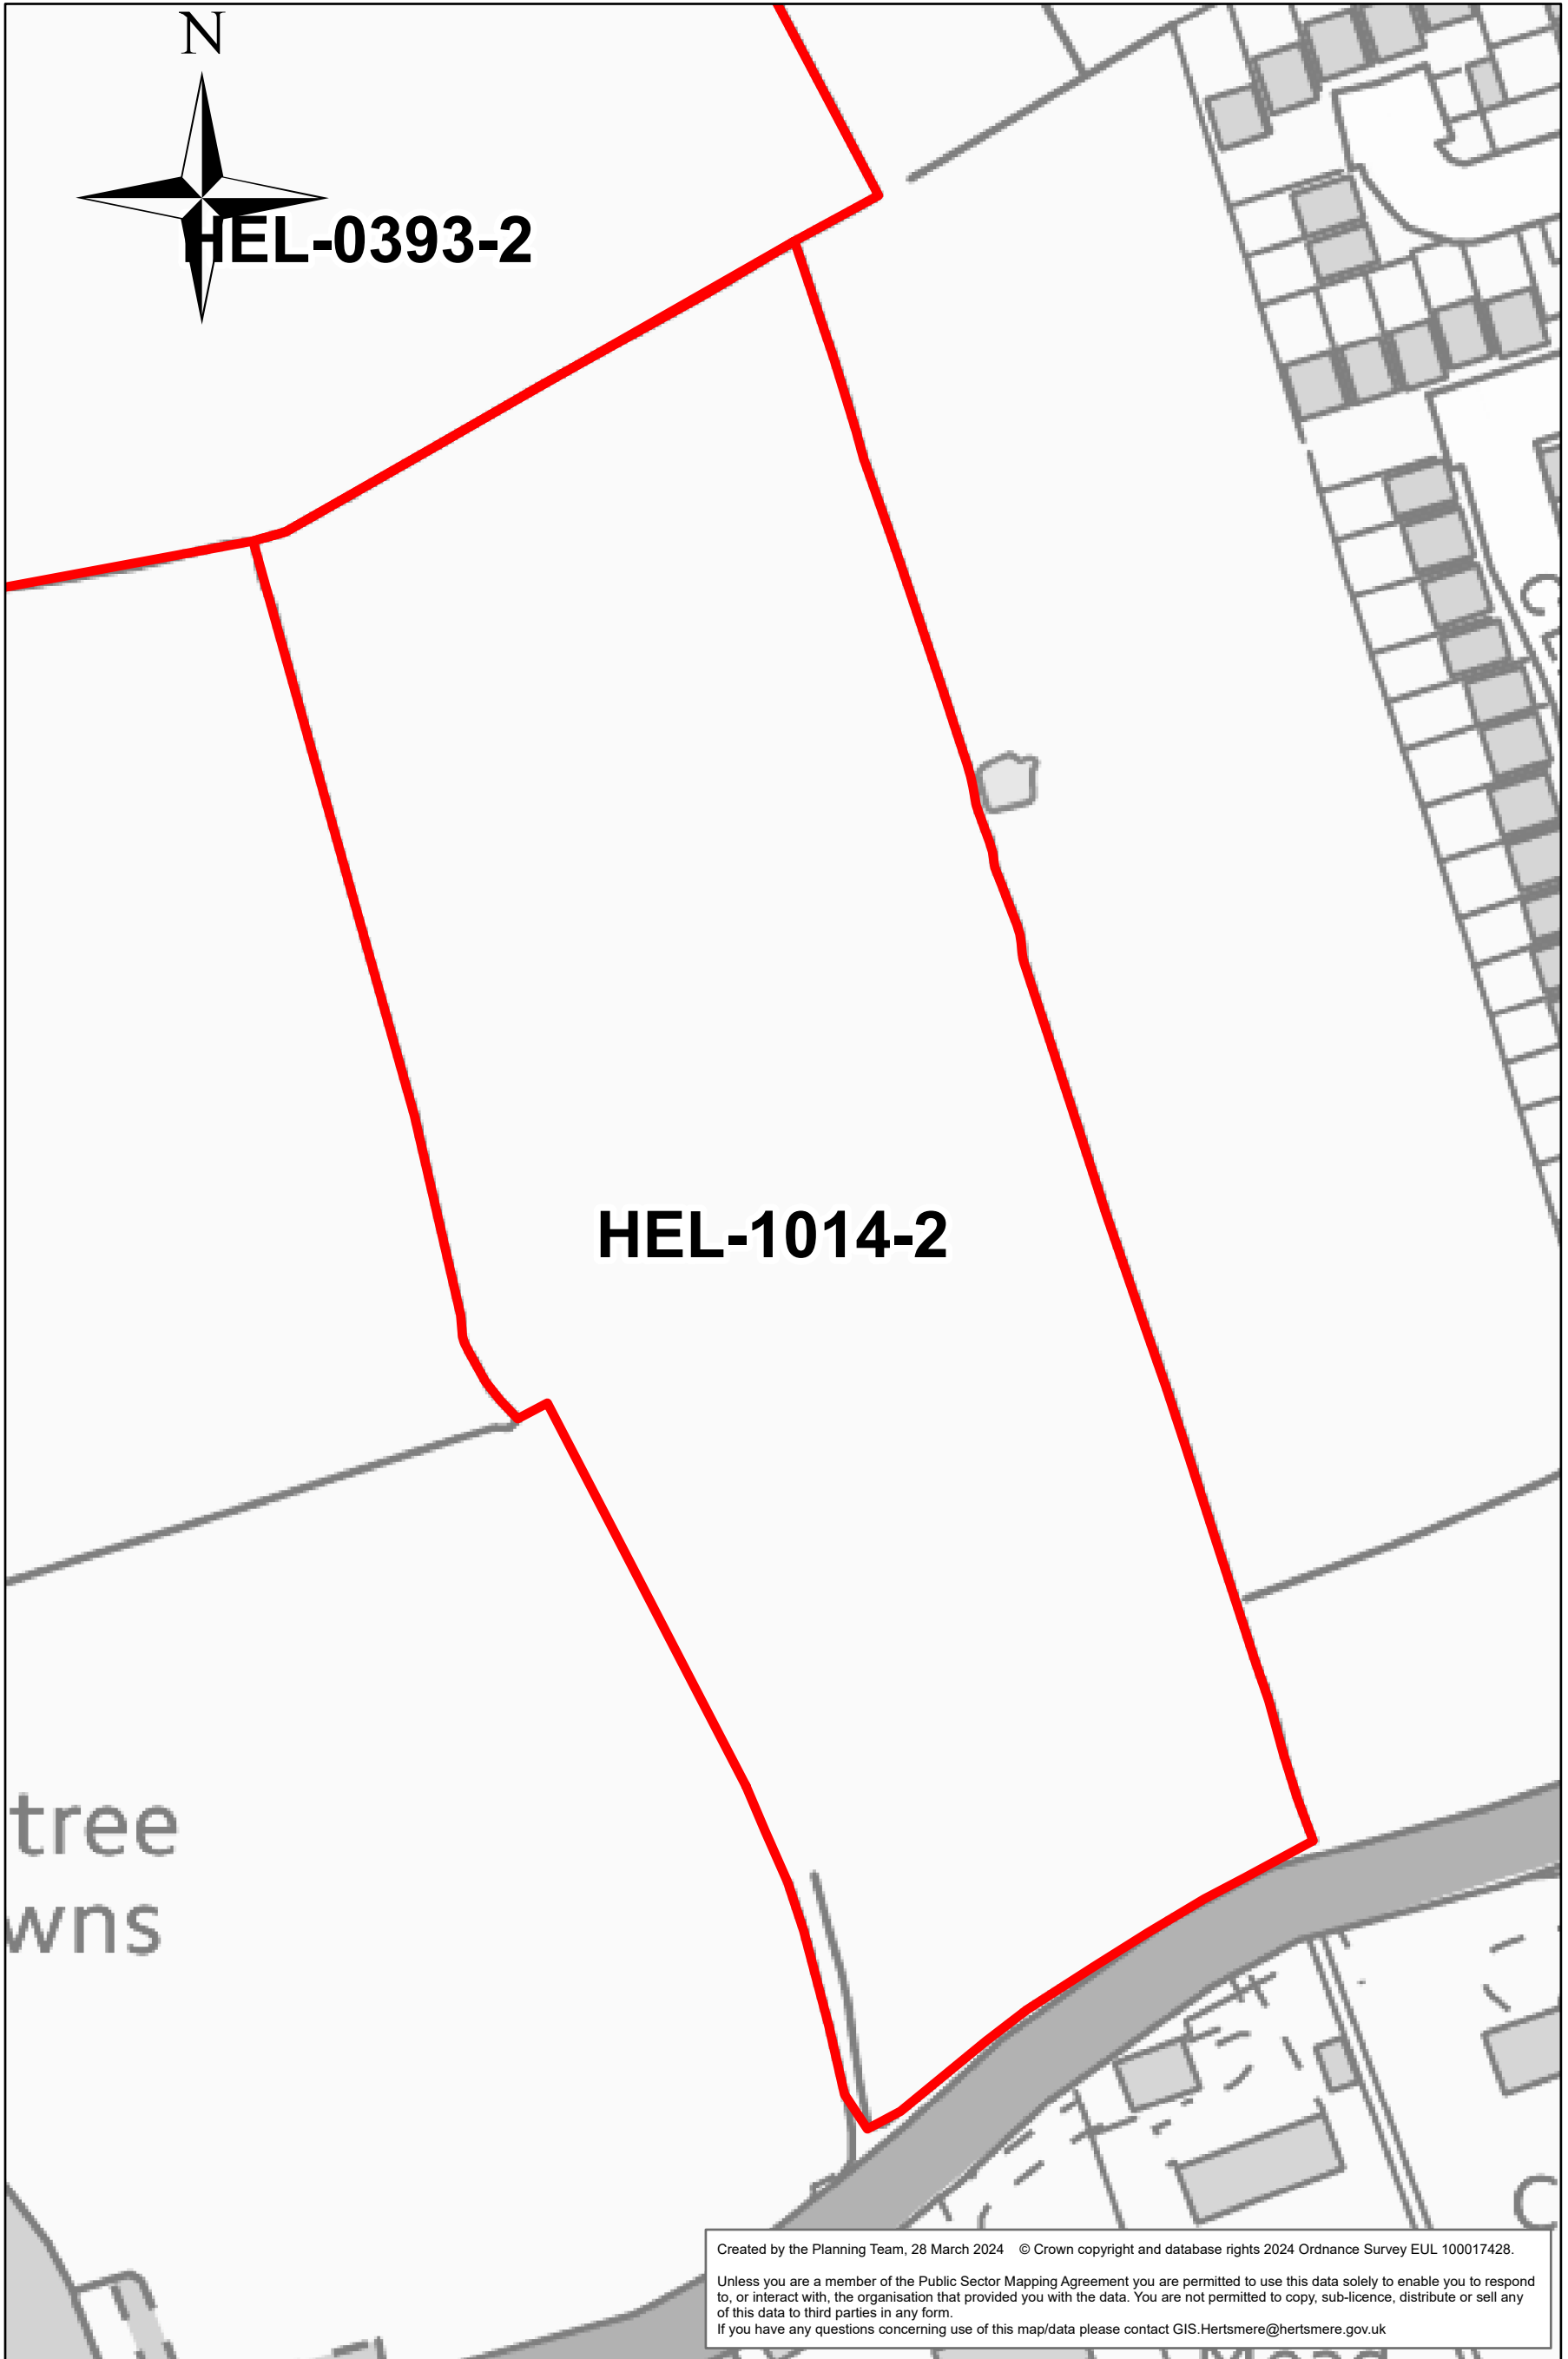 N
HEL-0393-2
HEL-1014-2
tree
wns
Created by the Planning Team, 28 March 2024 © Crown copyright and database rights 2024 Ordnance Survey EUL 100017428.
Unless you are a member of the Public Sector Mapping Agreement you are permitted to use this data solely to enable you to respond
to, or interact with, the organisation that provided you with the data. You are not permitted to copy, sub-licence, distribute or sell any
of this data to third parties in any form.
If you have any questions concerning use of this map/data please contact GIS.Hertsmere@hertsmere.gov.uk